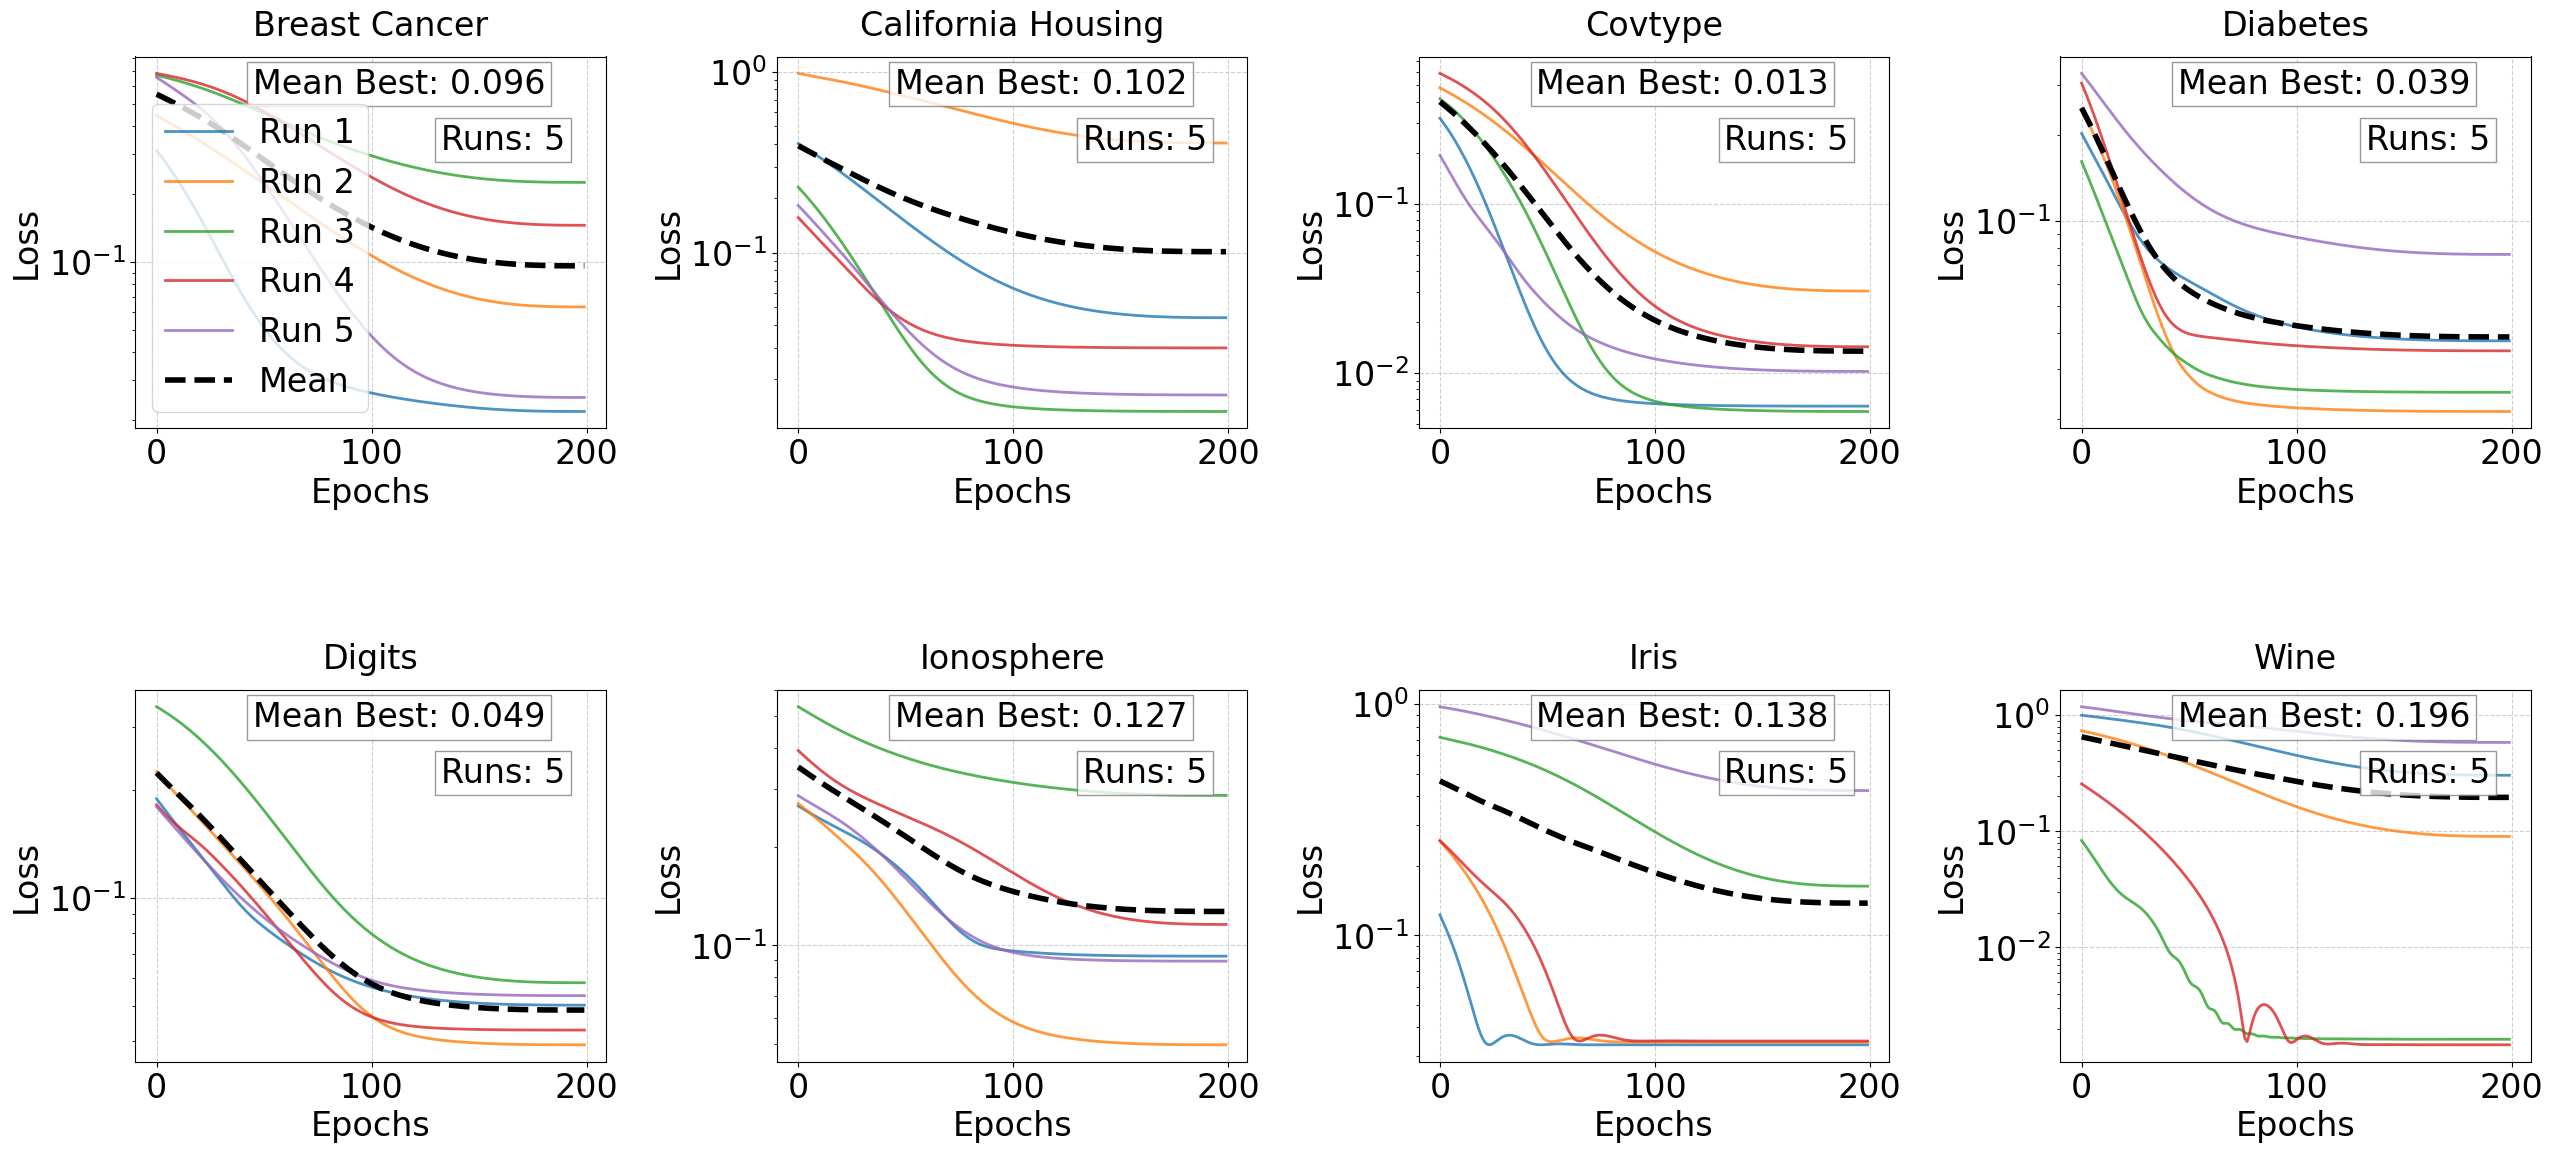 Breast Cancer
Loss
10⁻¹
Mean Best: 0.096
Runs: 5
Run 1
Run 2
Run 3
Run 4
Run 5
Mean
0 100 200
Epochs
California Housing
Loss
10⁰
10⁻¹
Mean Best: 0.102
Runs: 5
0 100 200
Epochs
Covtype
Loss
10⁻¹
10⁻²
Mean Best: 0.013
Runs: 5
0 100 200
Epochs
Diabetes
Loss
10⁻¹
Mean Best: 0.039
Runs: 5
0 100 200
Epochs
Digits
Loss
10⁻¹
Mean Best: 0.049
Runs: 5
0 100 200
Epochs
Ionosphere
Loss
10⁻¹
Mean Best: 0.127
Runs: 5
0 100 200
Epochs
Iris
Loss
10⁰
10⁻¹
Mean Best: 0.138
Runs: 5
0 100 200
Epochs
Wine
Loss
10⁰
10⁻¹
10⁻²
Mean Best: 0.196
Runs: 5
0 100 200
Epochs